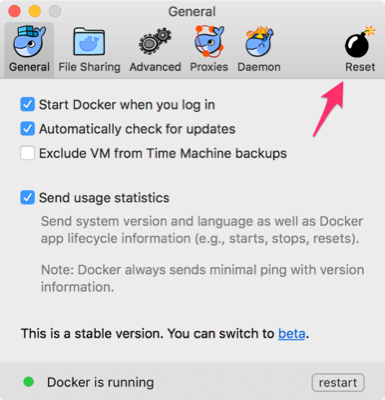 General
General
File Sharing
Advanced
Proxies
Daemon
Reset
Start Docker when you log in
Automatically check for updates
Exclude VM from Time Machine backups
Send usage statistics
Send system version and language as well as Docker
app lifecycle information (e.g., starts, stops, resets).
Note: Docker always sends minimal ping with version
information.
This is a stable version. You can switch to beta.
Docker is running
restart